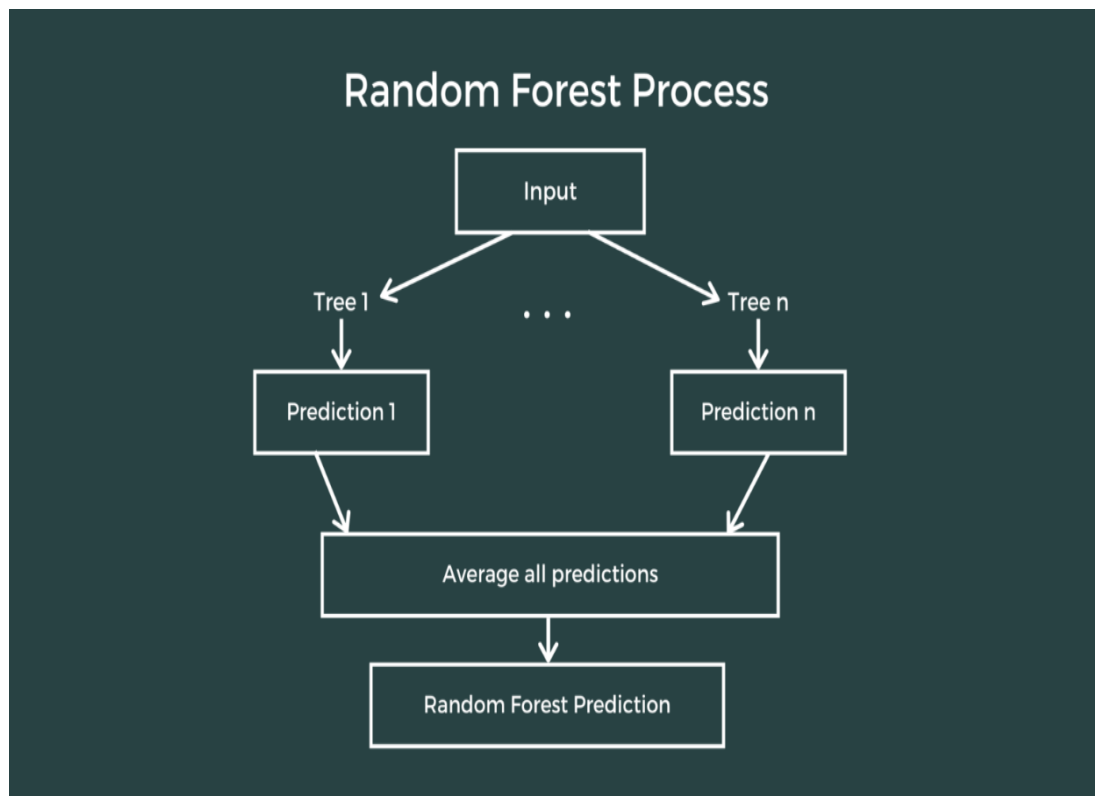 Random Forest Process
Input
Tree 1
. . .
Tree n
Prediction 1
Prediction n
Average all predictions
Random Forest Prediction